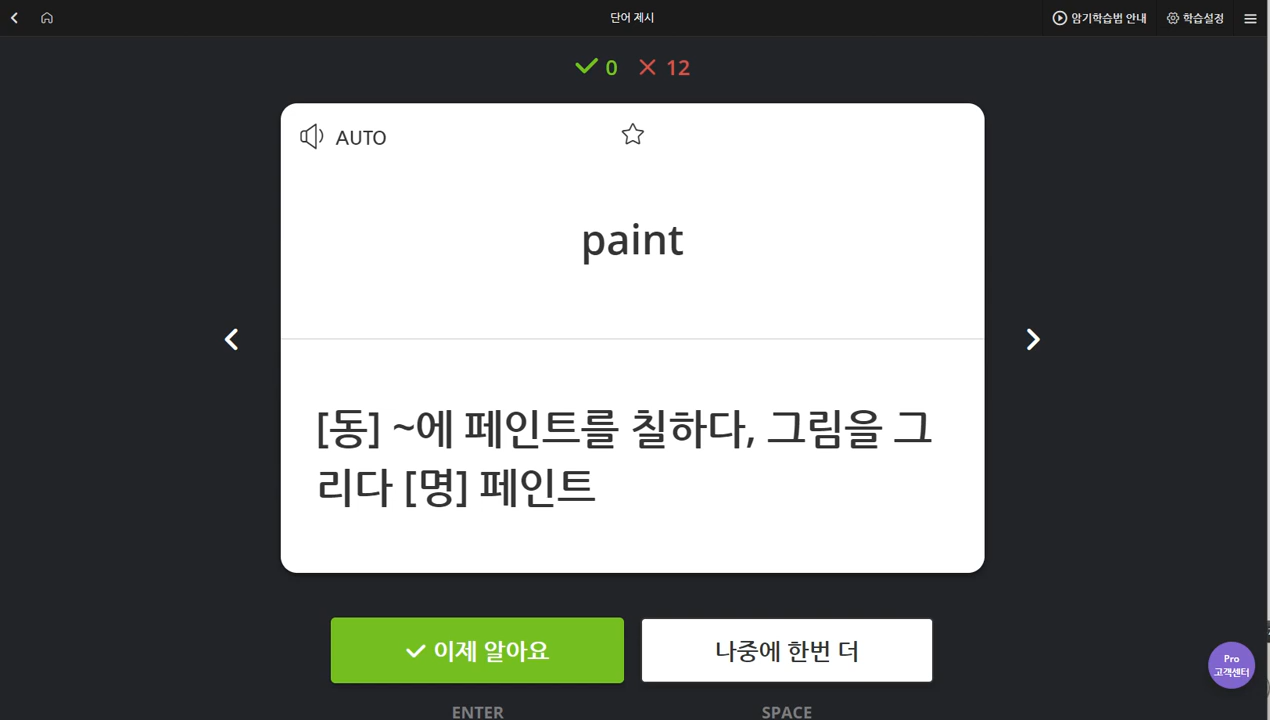 단어 제시
암기학습법 안내
학습설정
0
12
AUTO
paint
[동] ~에 페인트를 칠하다, 그림을 그
리다 [명] 페인트
이제 알아요
나중에 한번 더
ENTER
SPACE
Pro
고객센터